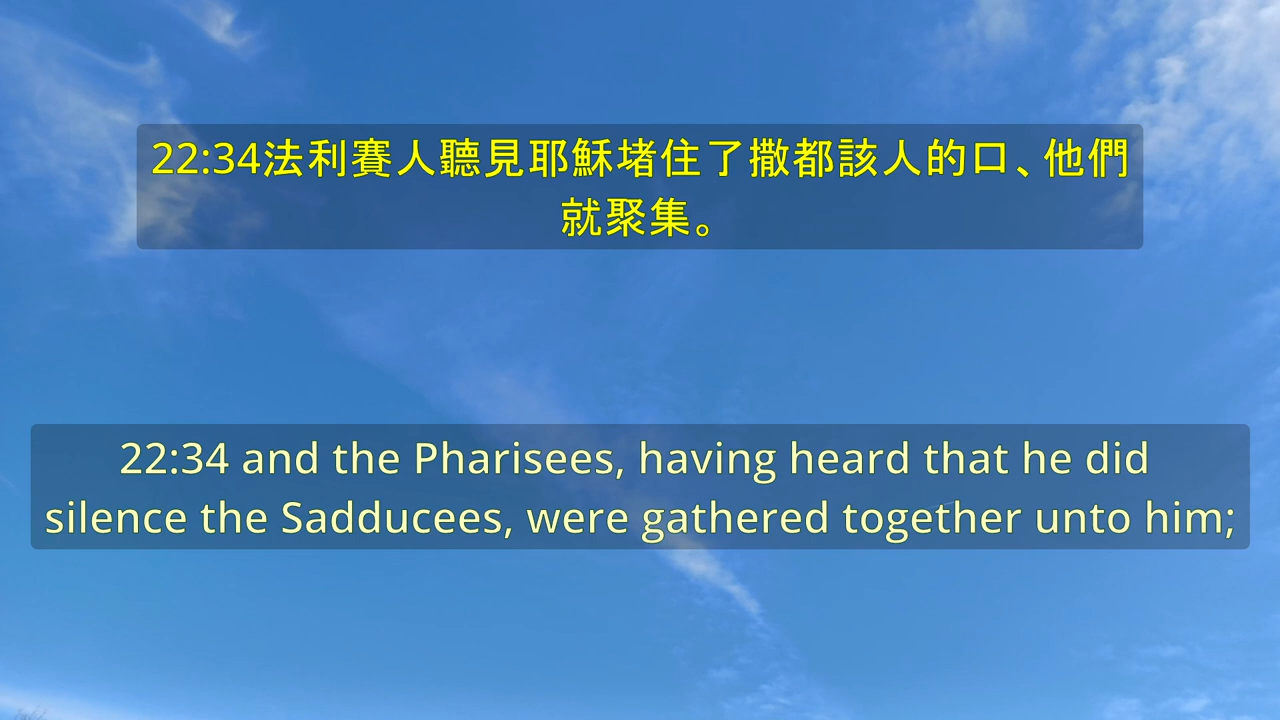 22:34法利賽人聽見耶穌堵住了撒都該人的口、他們
就聚集。
22:34 and the Pharisees, having heard that he did
silence the Sadducees, were gathered together unto him;